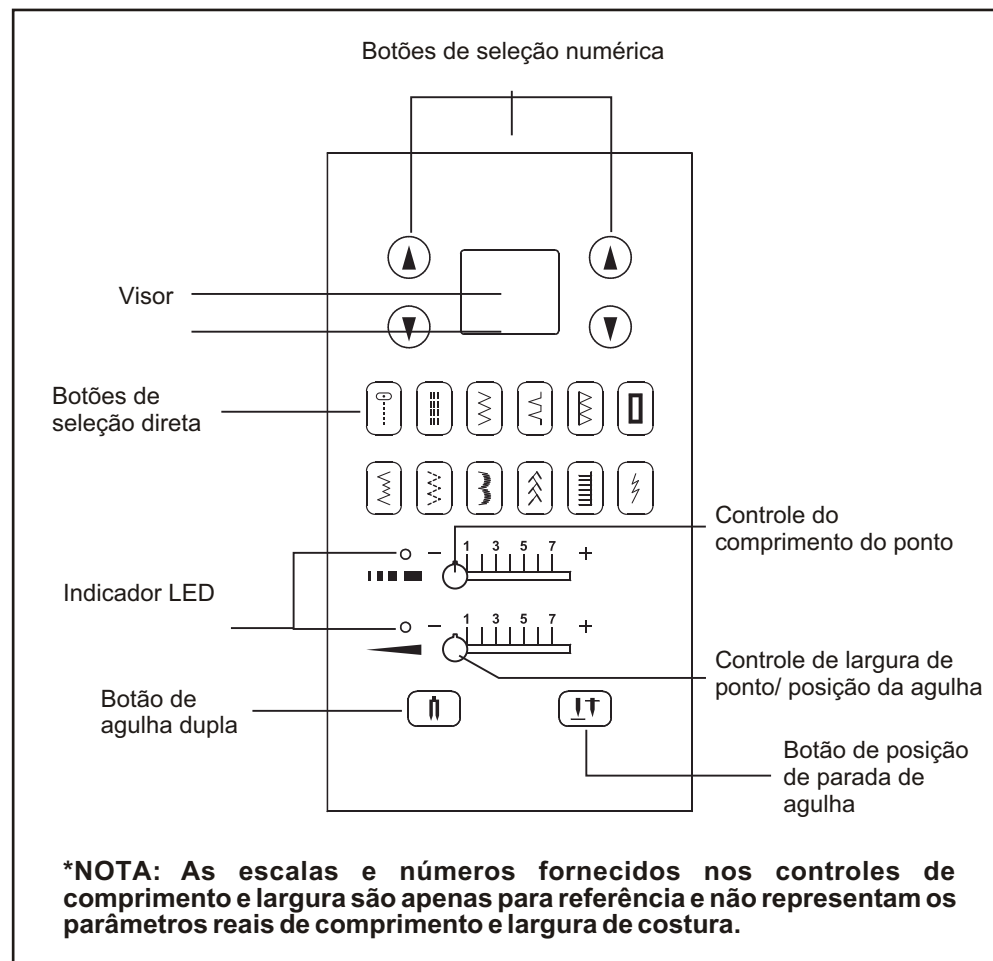 Botões de seleção numérica
Visor
Botões de
seleção direta
Controle do
comprimento do ponto
1 3 5 7
− +
Indicador LED
1 3 5 7
− +
Controle de largura de
ponto/ posição da agulha
Botão de
agulha dupla
Botão de posição
de parada de
agulha
*NOTA: As escalas e números fornecidos nos controles de
comprimento e largura são apenas para referência e não representam os
parâmetros reais de comprimento e largura de costura.